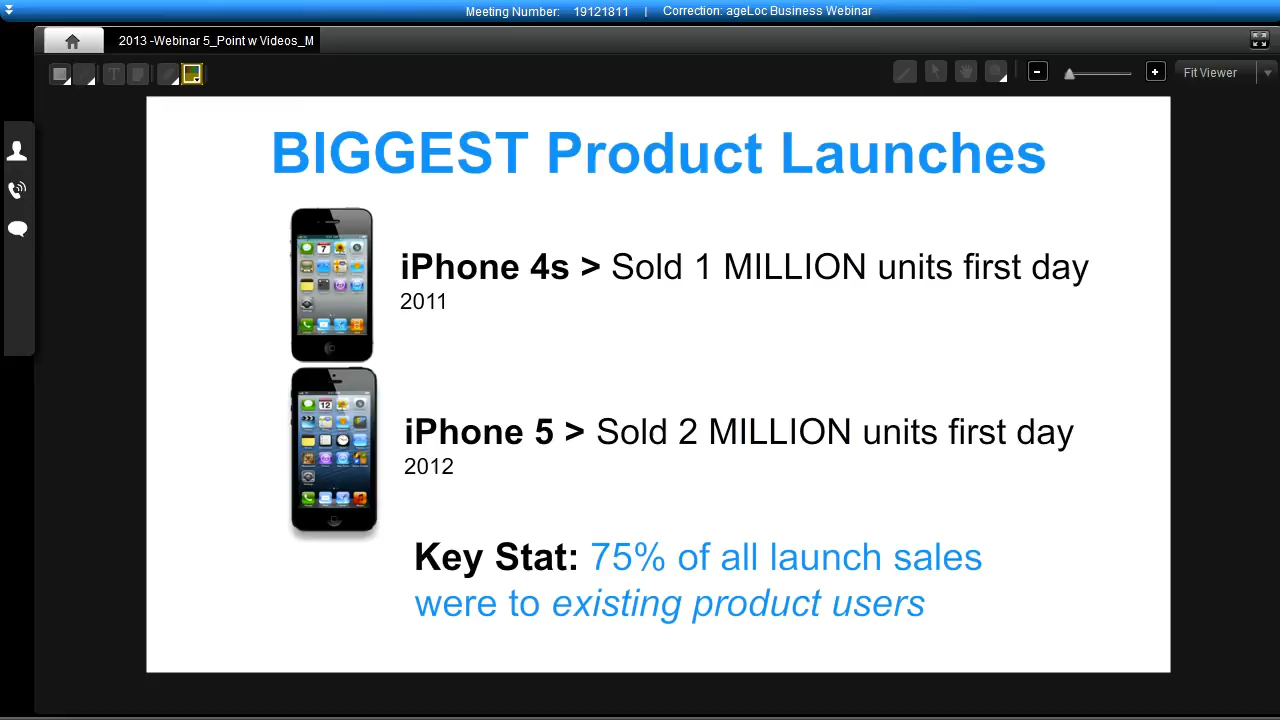 Meeting Number: 19121811 | Correction: ageLoc Business Webinar
2013 -Webinar 5_Point w Videos_M
T
Fit Viewer
BIGGEST Product Launches
7
iPhone 4s > Sold 1 MILLION units first day
2011
12
iPhone 5 > Sold 2 MILLION units first day
2012
Key Stat: 75% of all launch sales
were to existing product users